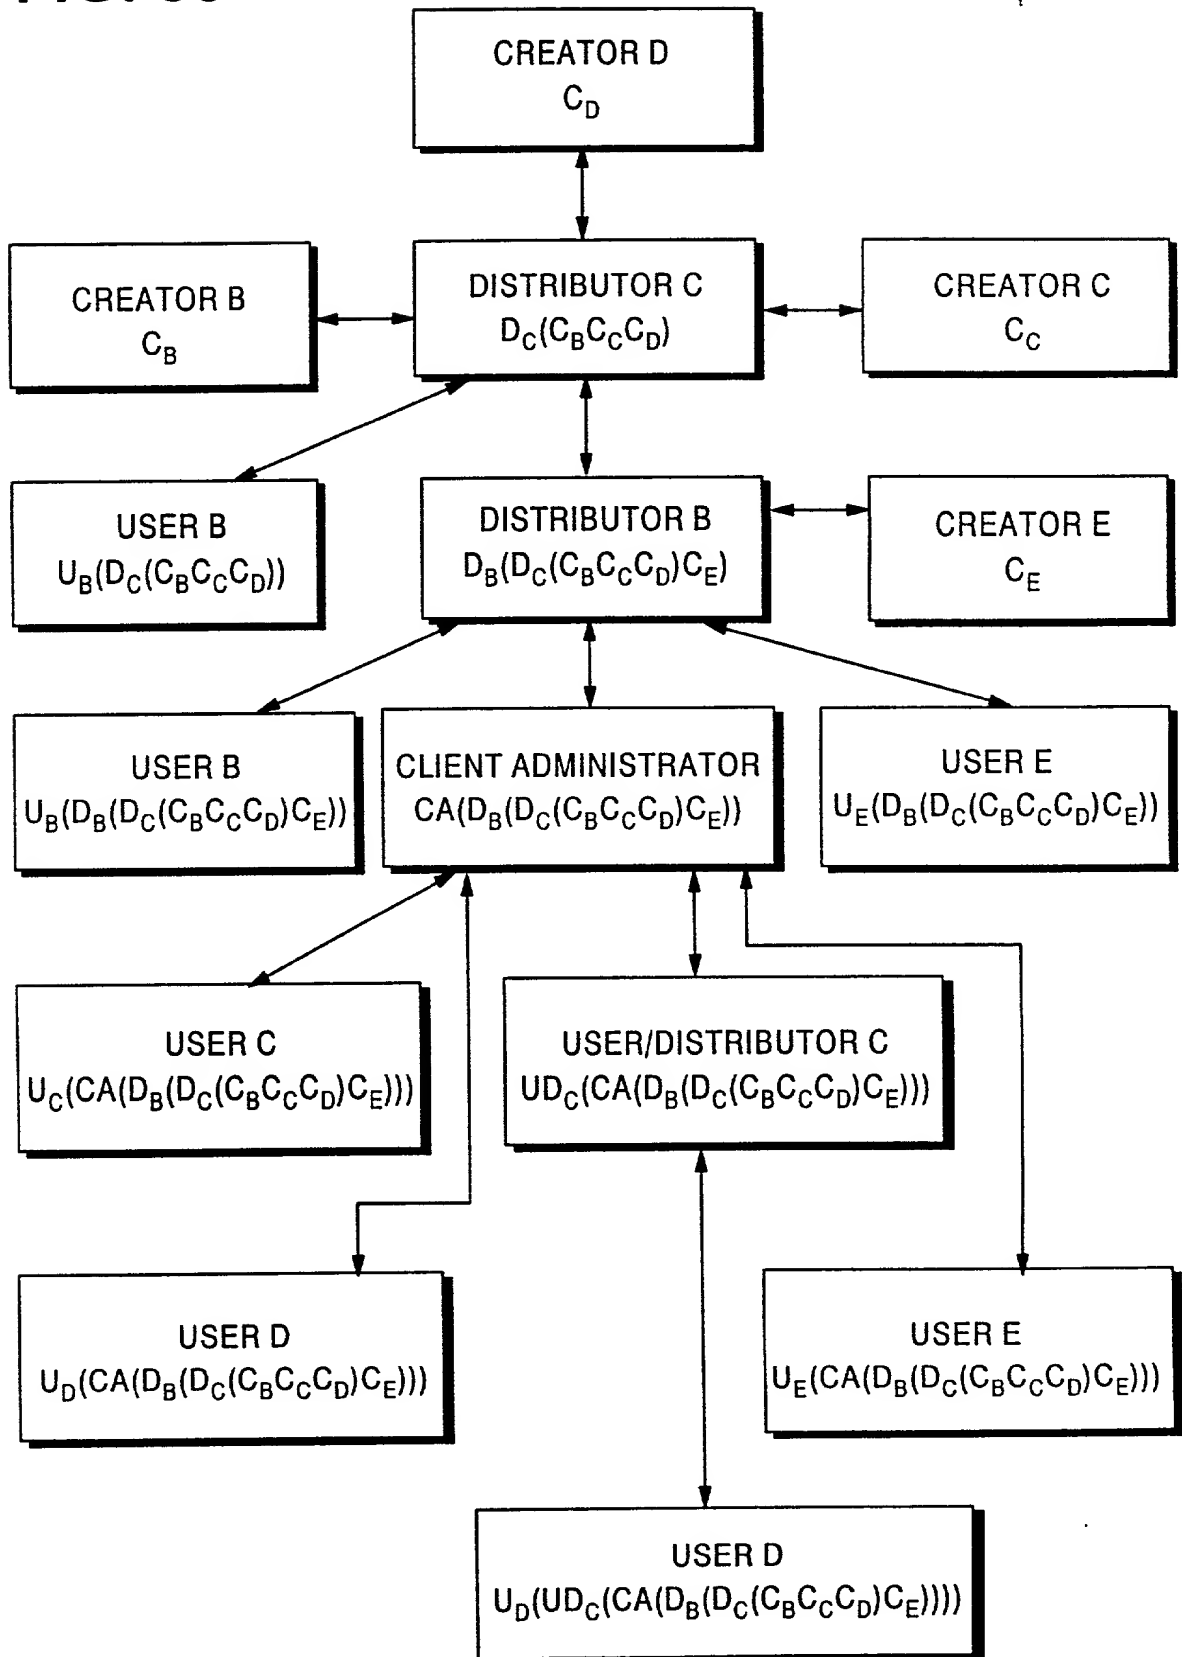 CREATOR D
C_D
CREATOR B
C_B
DISTRIBUTOR C
D_C(C_BC_CC_D)
CREATOR C
C_C
USER B
U_B(D_C(C_BC_CC_D))
DISTRIBUTOR B
D_B(D_C(C_BC_CC_D)C_E)
CREATOR E
C_E
USER B
U_B(D_B(D_C(C_BC_CC_D)C_E))
CLIENT ADMINISTRATOR
CA(D_B(D_C(C_BC_CC_D)C_E))
USER E
U_E(D_B(D_C(C_BC_CC_D)C_E))
USER C
U_C(CA(D_B(D_C(C_BC_CC_D)C_E)))
USER/DISTRIBUTOR C
UD_C(CA(D_B(D_C(C_BC_CC_D)C_E)))
USER D
U_D(CA(D_B(D_C(C_BC_CC_D)C_E)))
USER E
U_E(CA(D_B(D_C(C_BC_CC_D)C_E)))
USER D
U_D(UD_C(CA(D_B(D_C(C_BC_CC_D)C_E))))